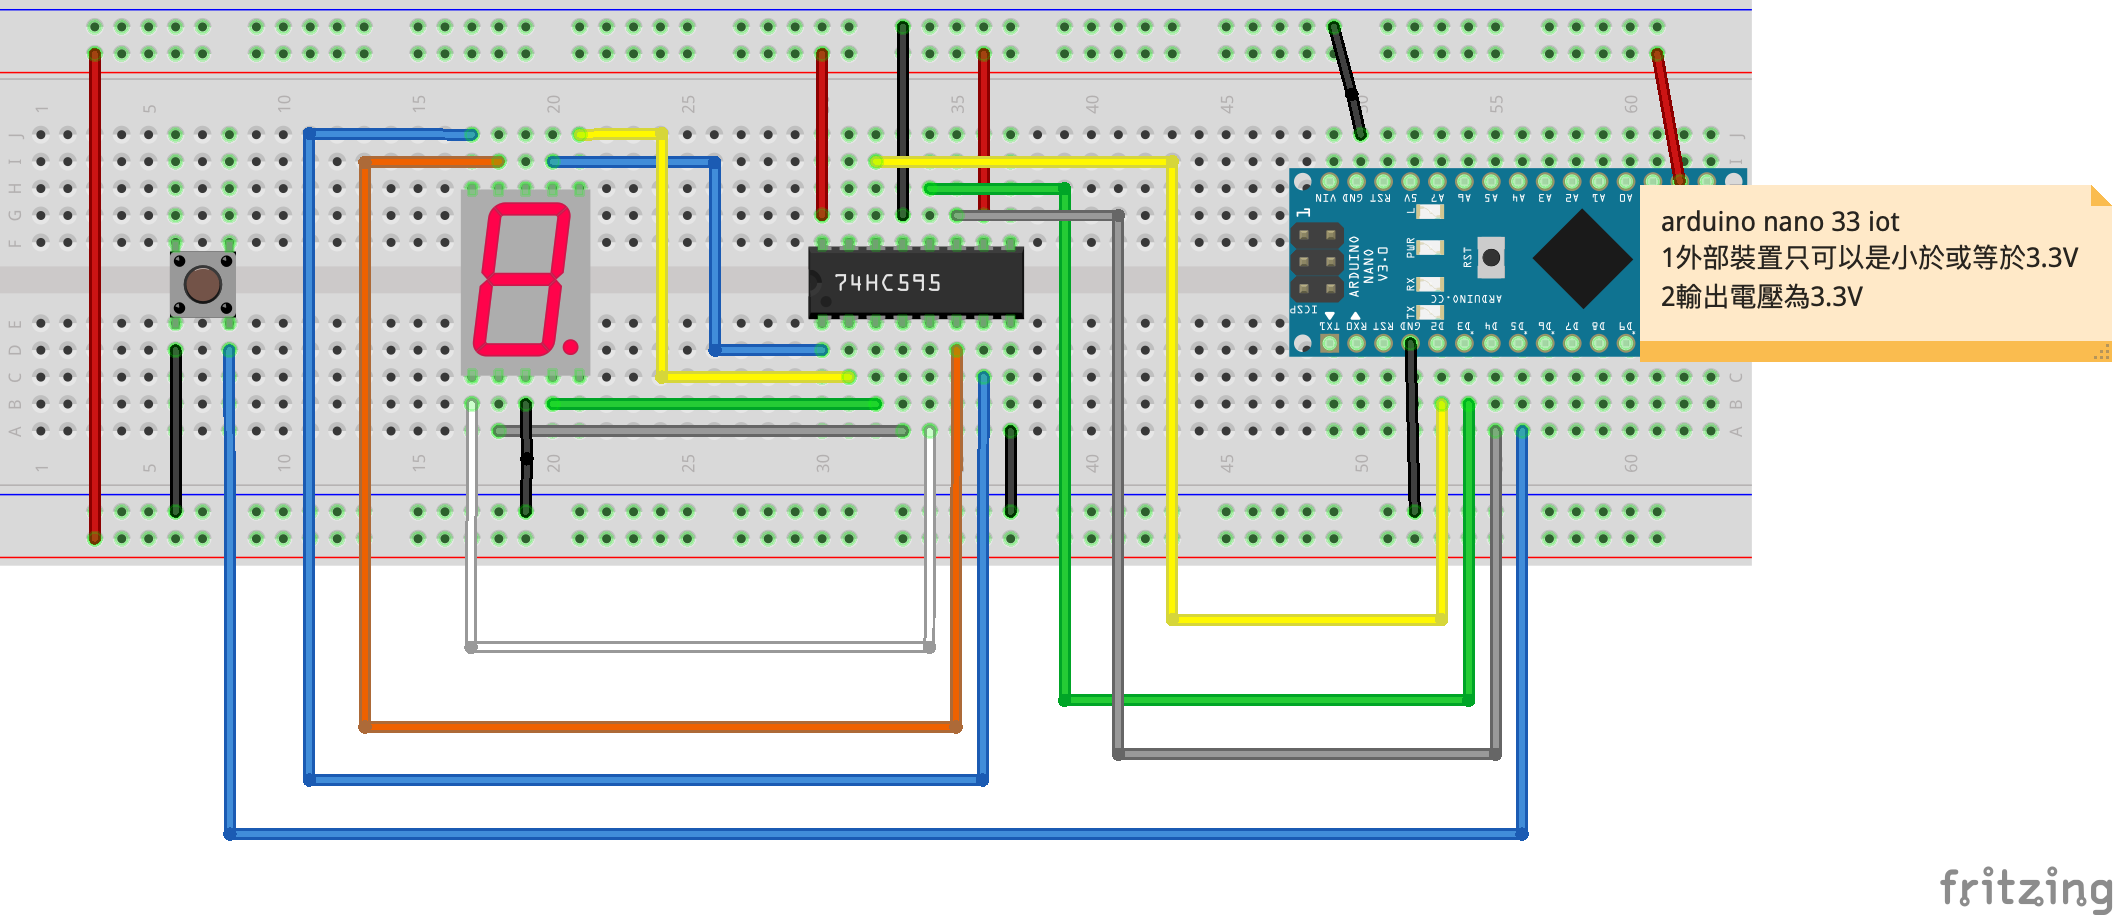 1 5 10 15 20 25 30 35 40 45 50 55 60
J J
I I
H
G
F
74HC595
VIN GND RST 5V A7 A6 A5 A4 A3 A2 A1 A0
1
L
PWR
RX
TX
RST
ARDUINO
NANO
V3.0
ARDUINO.CC
ICSP
TX1 RX0 RST GND D2 D3 D4 D5 D6 D7 D8 D9
arduino nano 33 iot
1外部裝置只可以是小於或等於3.3V
2輸出電壓為3.3V
E
D
C C
B B
A A
1 5 10 15 20 25 30 35 40 45 50 60
fritzing